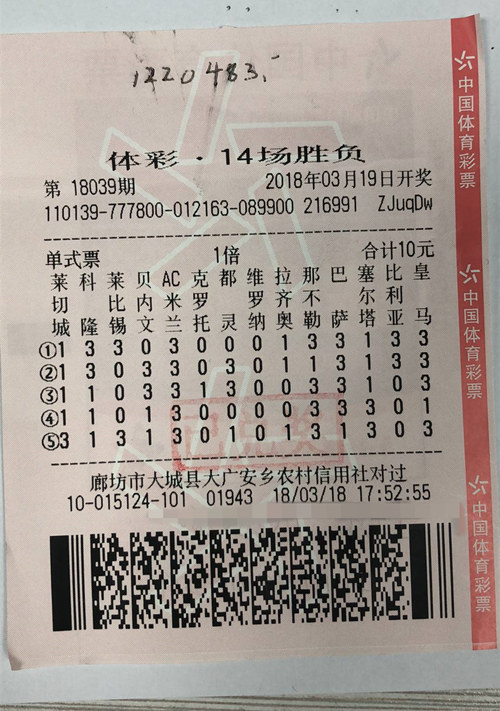 1220483.
体彩·14场胜负
第 18039期 2018年03月19日开奖
110139-777800-012163-089900 216991 ZJuqDw
单式票 1倍 合计10元
莱 科 莱 贝 AC 克 都 维 拉 那 巴 塞 比 皇
切 比 内 米 罗 罗 齐 不 尔 利
城 隆 锡 文 兰 托 灵 纳 奥 勒 萨 塔 亚 马
①1 3 3 0 3 0 0 0 1 3 3 1 3 3
②1 3 0 3 3 0 3 0 1 1 3 1 3 3
③1 1 0 3 3 1 3 0 0 3 3 1 0 3
④1 1 0 1 3 0 0 0 0 3 3 3 0 1
⑤3 1 3 1 3 0 1 0 1 3 1 3 0 3
已兑奖
廊坊市大城县大广安乡农村信用社对过
10-015124-101 01943 18/03/18 17:52:55
中国体育彩票
中国体育彩票
中国体育彩票